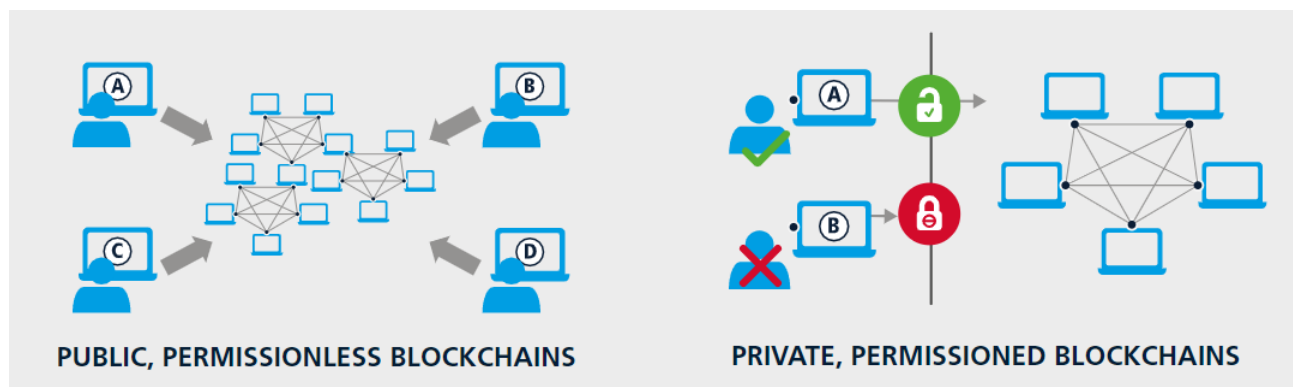 A
B
C
D
PUBLIC, PERMISSIONLESS BLOCKCHAINS
A
B
PRIVATE, PERMISSIONED BLOCKCHAINS